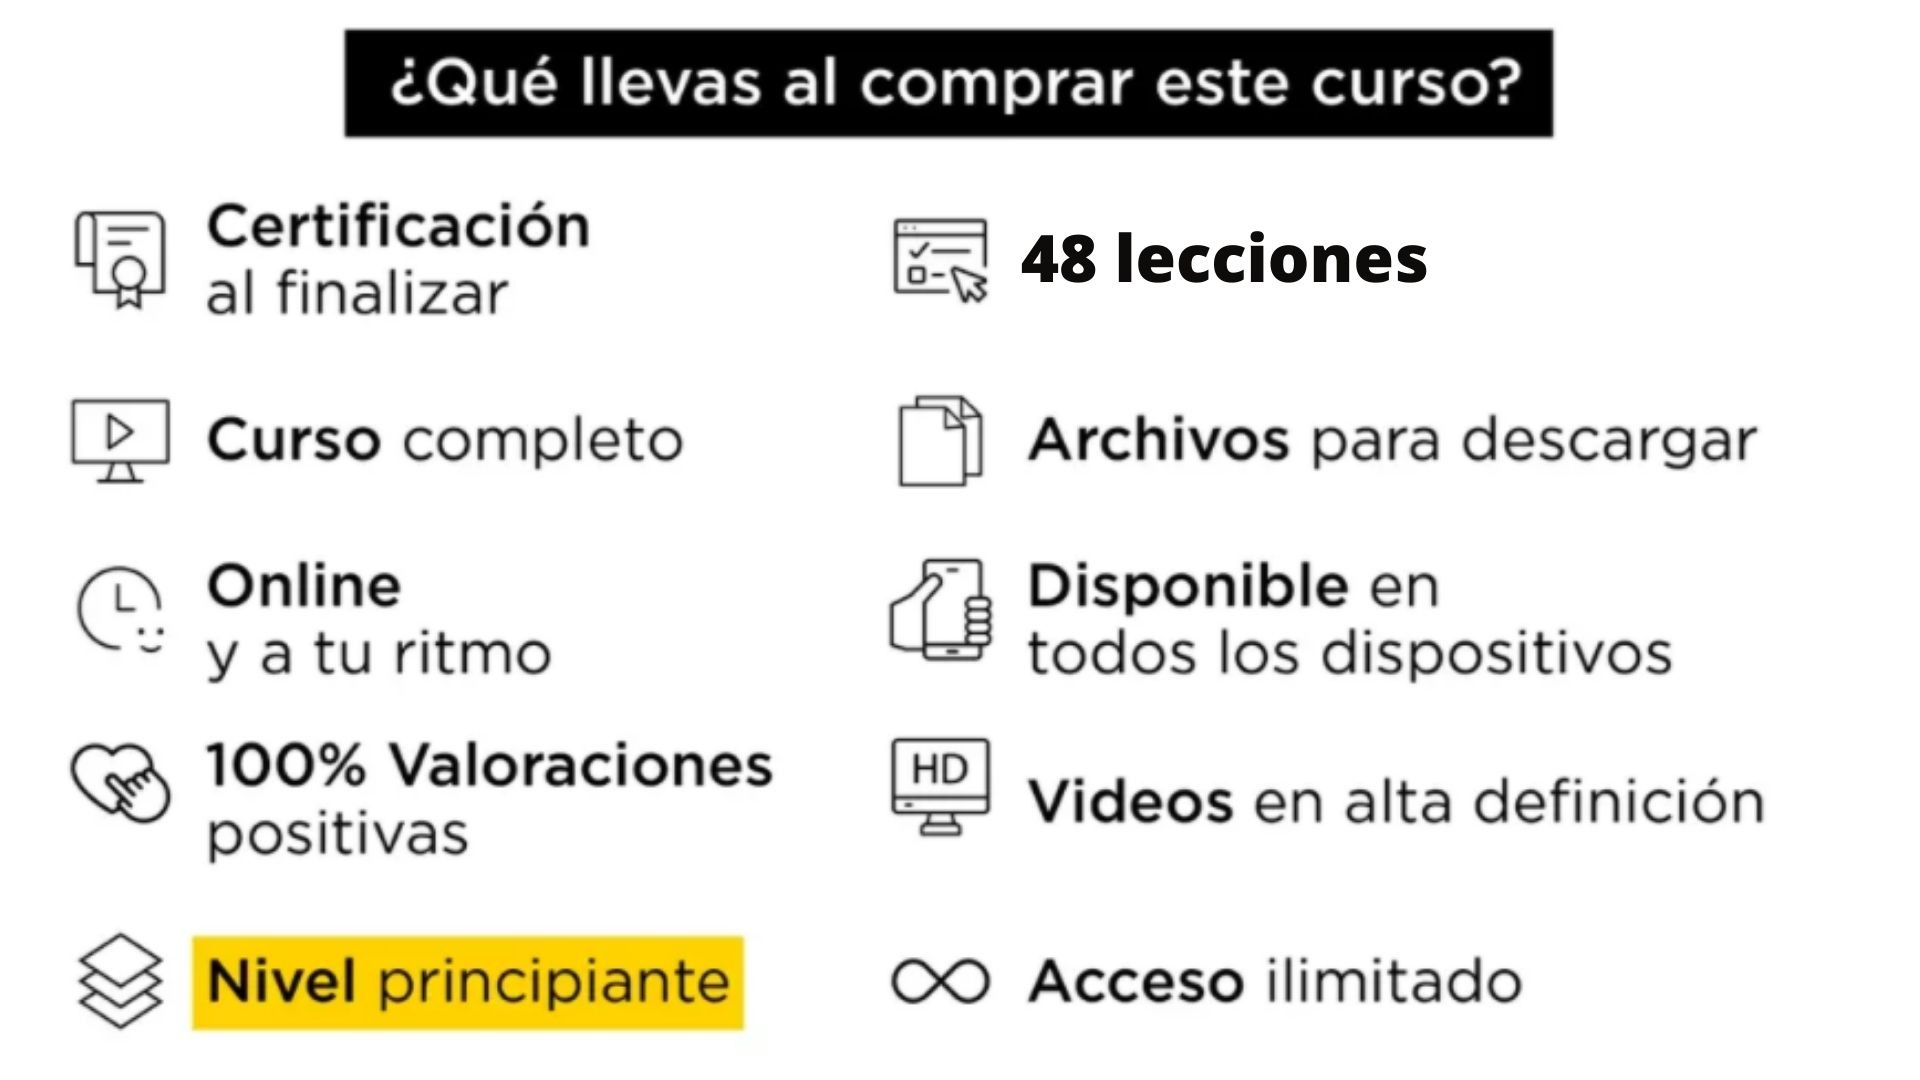 ¿Qué llevas al comprar este curso?
Certificación
al finalizar
48 lecciones
Curso completo
Archivos para descargar
Online
y a tu ritmo
Disponible en
todos los dispositivos
100% Valoraciones
positivas
HD
Videos en alta definición
Nivel principiante
Acceso ilimitado